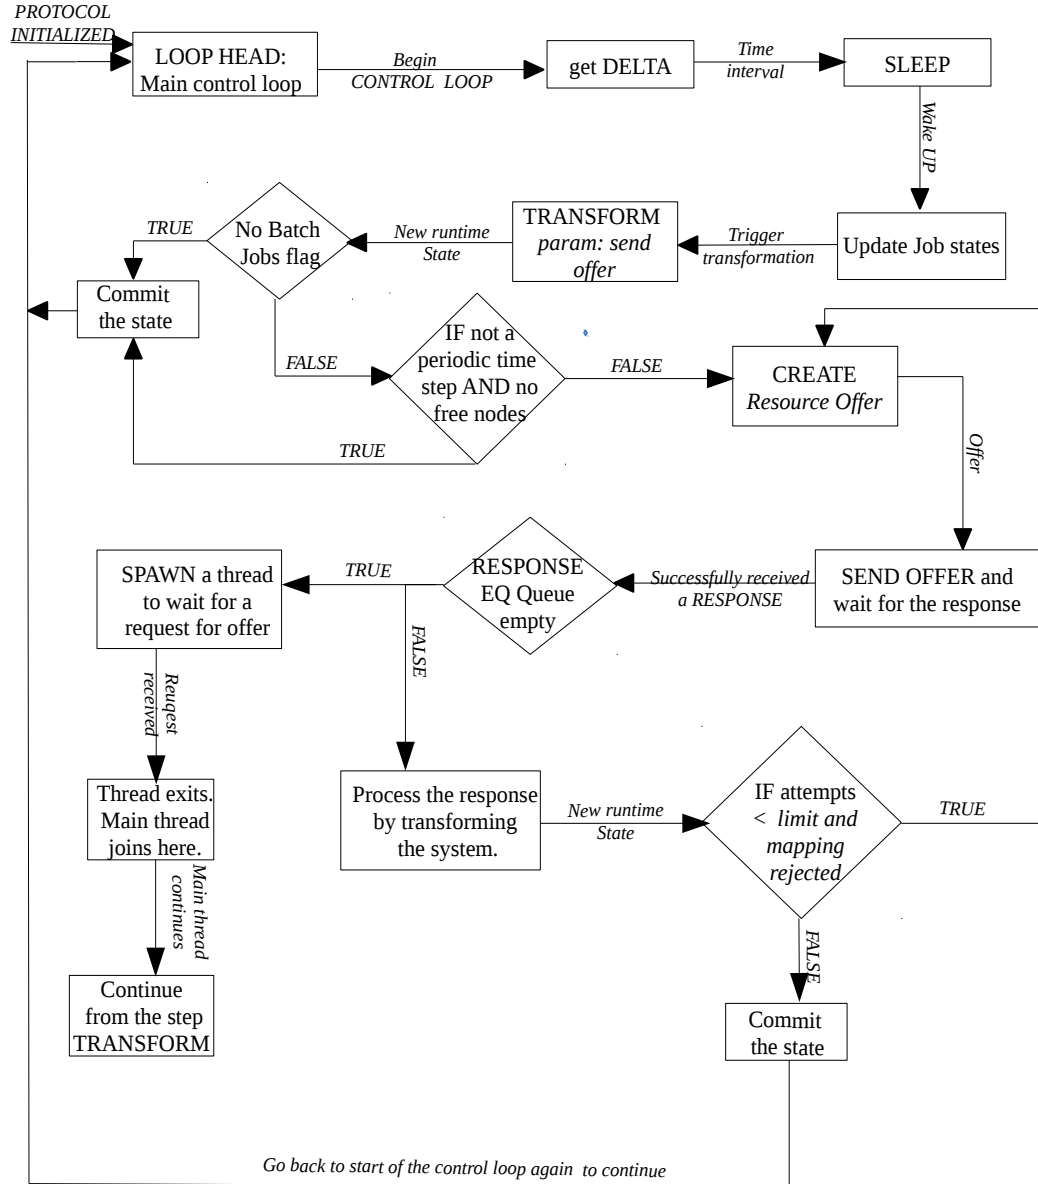 PROTOCOL
INITIALIZED
LOOP HEAD:
Main control loop
Begin
CONTROL LOOP
get DELTA
Time
interval
SLEEP
Wake UP
Update Job states
Trigger
transformation
TRANSFORM
param: send
offer
New runtime
State
No Batch
Jobs flag
TRUE
Commit
the state
FALSE
IF not a
periodic time
step AND no
free nodes
TRUE
FALSE
CREATE
Resource Offer
Offer
SEND OFFER and
wait for the response
Successfully received
a RESPONSE
RESPONSE
EQ Queue
empty
TRUE
SPAWN a thread
to wait for a
request for offer
Reuqest
received
Thread exits.
Main thread
joins here.
Main thread
continues
Continue
from the step
TRANSFORM
FALSE
Process the response
by transforming
the system.
New runtime
State
IF attempts
< limit and
mapping
rejected
TRUE
FALSE
Commit
the state
Go back to start of the control loop again to continue